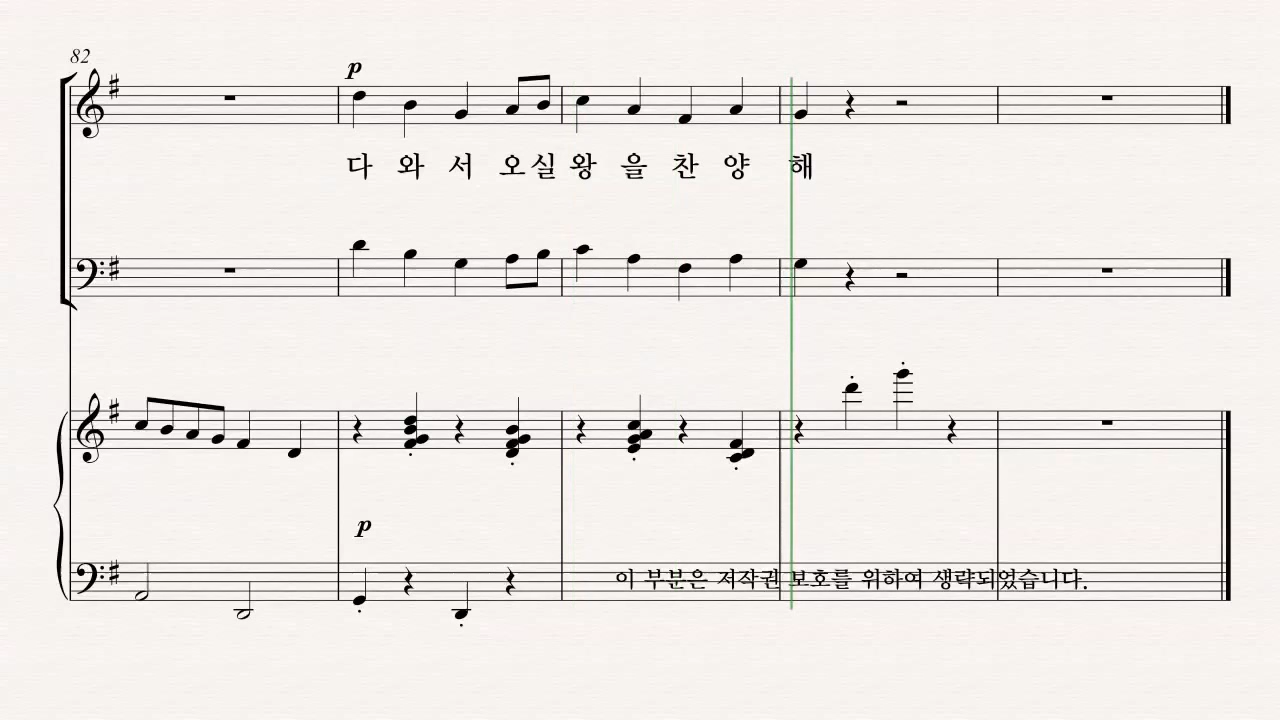 82
p
다 와 서 오 실 왕 을 찬 양 해
p
이 부분은 저작권 보호를 위하여 생략되었습니다.